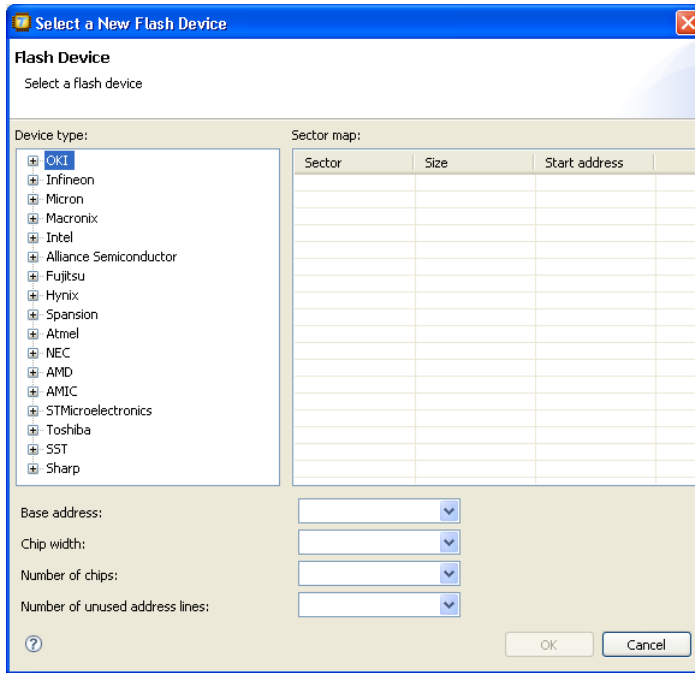 Select a New Flash Device
Flash Device
Select a flash device
Device type:
Sector map:
OKI
Infineon
Micron
Macronix
Intel
Alliance Semiconductor
Fujitsu
Hynix
Spansion
Atmel
NEC
AMD
AMIC
STMicroelectronics
Toshiba
SST
Sharp
Sector Size Start address
Base address:
Chip width:
Number of chips:
Number of unused address lines:
OK Cancel